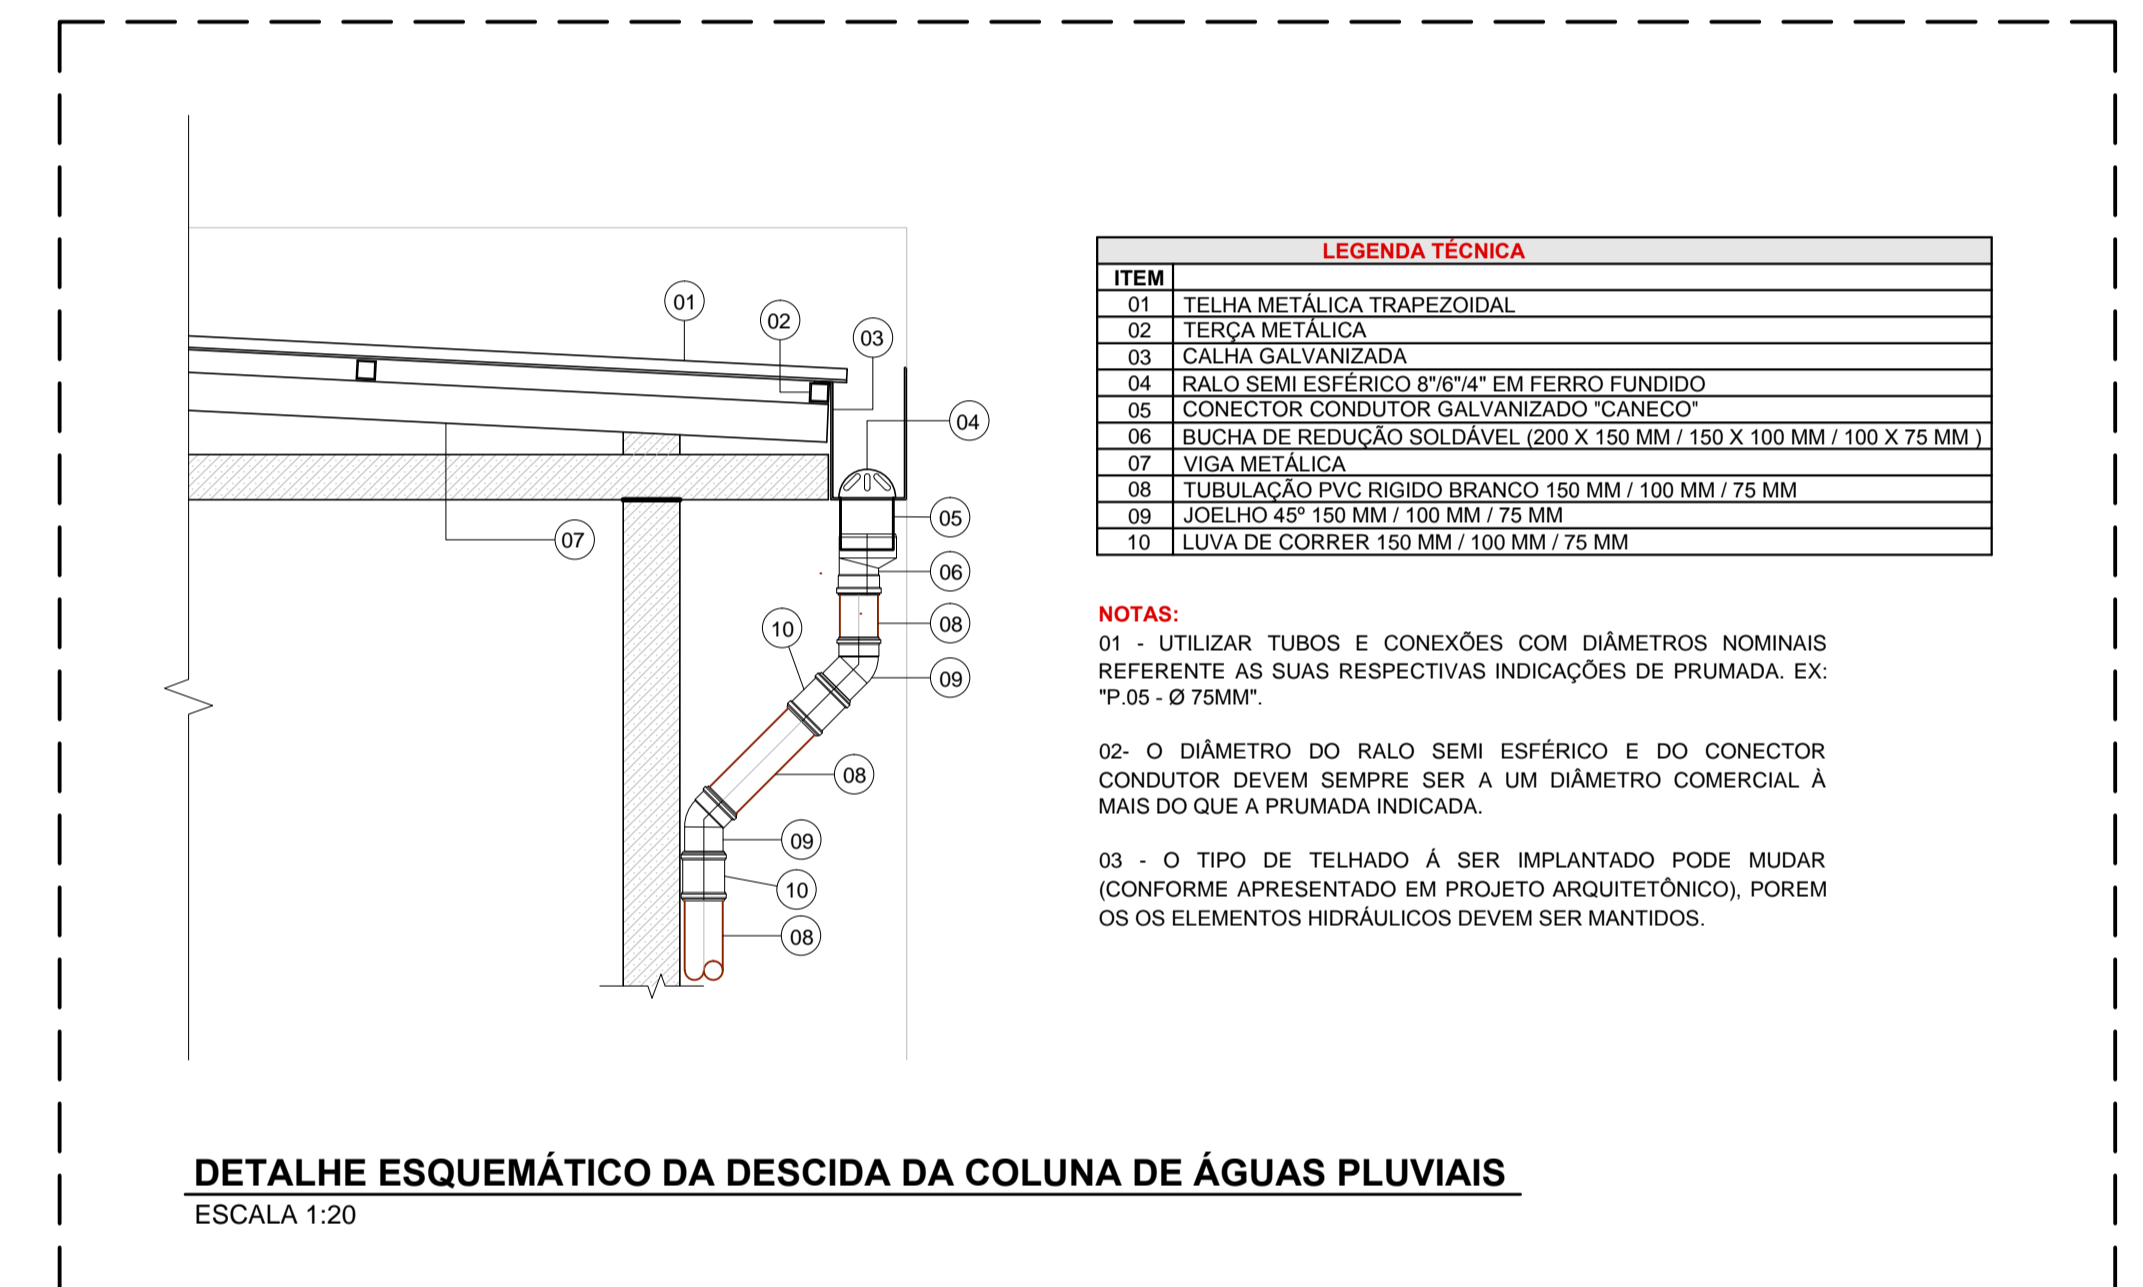 01
02
03
04
05
07
06
08
10
09
08
09
10
08
LEGENDA TÉCNICA
ITEM
01 TELHA METÁLICA TRAPEZOIDAL
02 TERÇA METÁLICA
03 CALHA GALVANIZADA
04 RALO SEMI ESFÉRICO 8"/6"/4" EM FERRO FUNDIDO
05 CONECTOR CONDUTOR GALVANIZADO "CANECO"
06 BUCHA DE REDUÇÃO SOLDÁVEL (200 X 150 MM / 150 X 100 MM / 100 X 75 MM )
07 VIGA METÁLICA
08 TUBULAÇÃO PVC RIGIDO BRANCO 150 MM / 100 MM / 75 MM
09 JOELHO 45º 150 MM / 100 MM / 75 MM
10 LUVA DE CORRER 150 MM / 100 MM / 75 MM
NOTAS:
01 - UTILIZAR TUBOS E CONEXÕES COM DIÂMETROS NOMINAIS
REFERENTE AS SUAS RESPECTIVAS INDICAÇÕES DE PRUMADA. EX:
"P.05 - Ø 75MM".
02- O DIÂMETRO DO RALO SEMI ESFÉRICO E DO CONECTOR
CONDUTOR DEVEM SEMPRE SER A UM DIÂMETRO COMERCIAL À
MAIS DO QUE A PRUMADA INDICADA.
03 - O TIPO DE TELHADO Á SER IMPLANTADO PODE MUDAR
(CONFORME APRESENTADO EM PROJETO ARQUITETÔNICO), POREM
OS OS ELEMENTOS HIDRÁULICOS DEVEM SER MANTIDOS.
DETALHE ESQUEMÁTICO DA DESCIDA DA COLUNA DE ÁGUAS PLUVIAIS
ESCALA 1:20